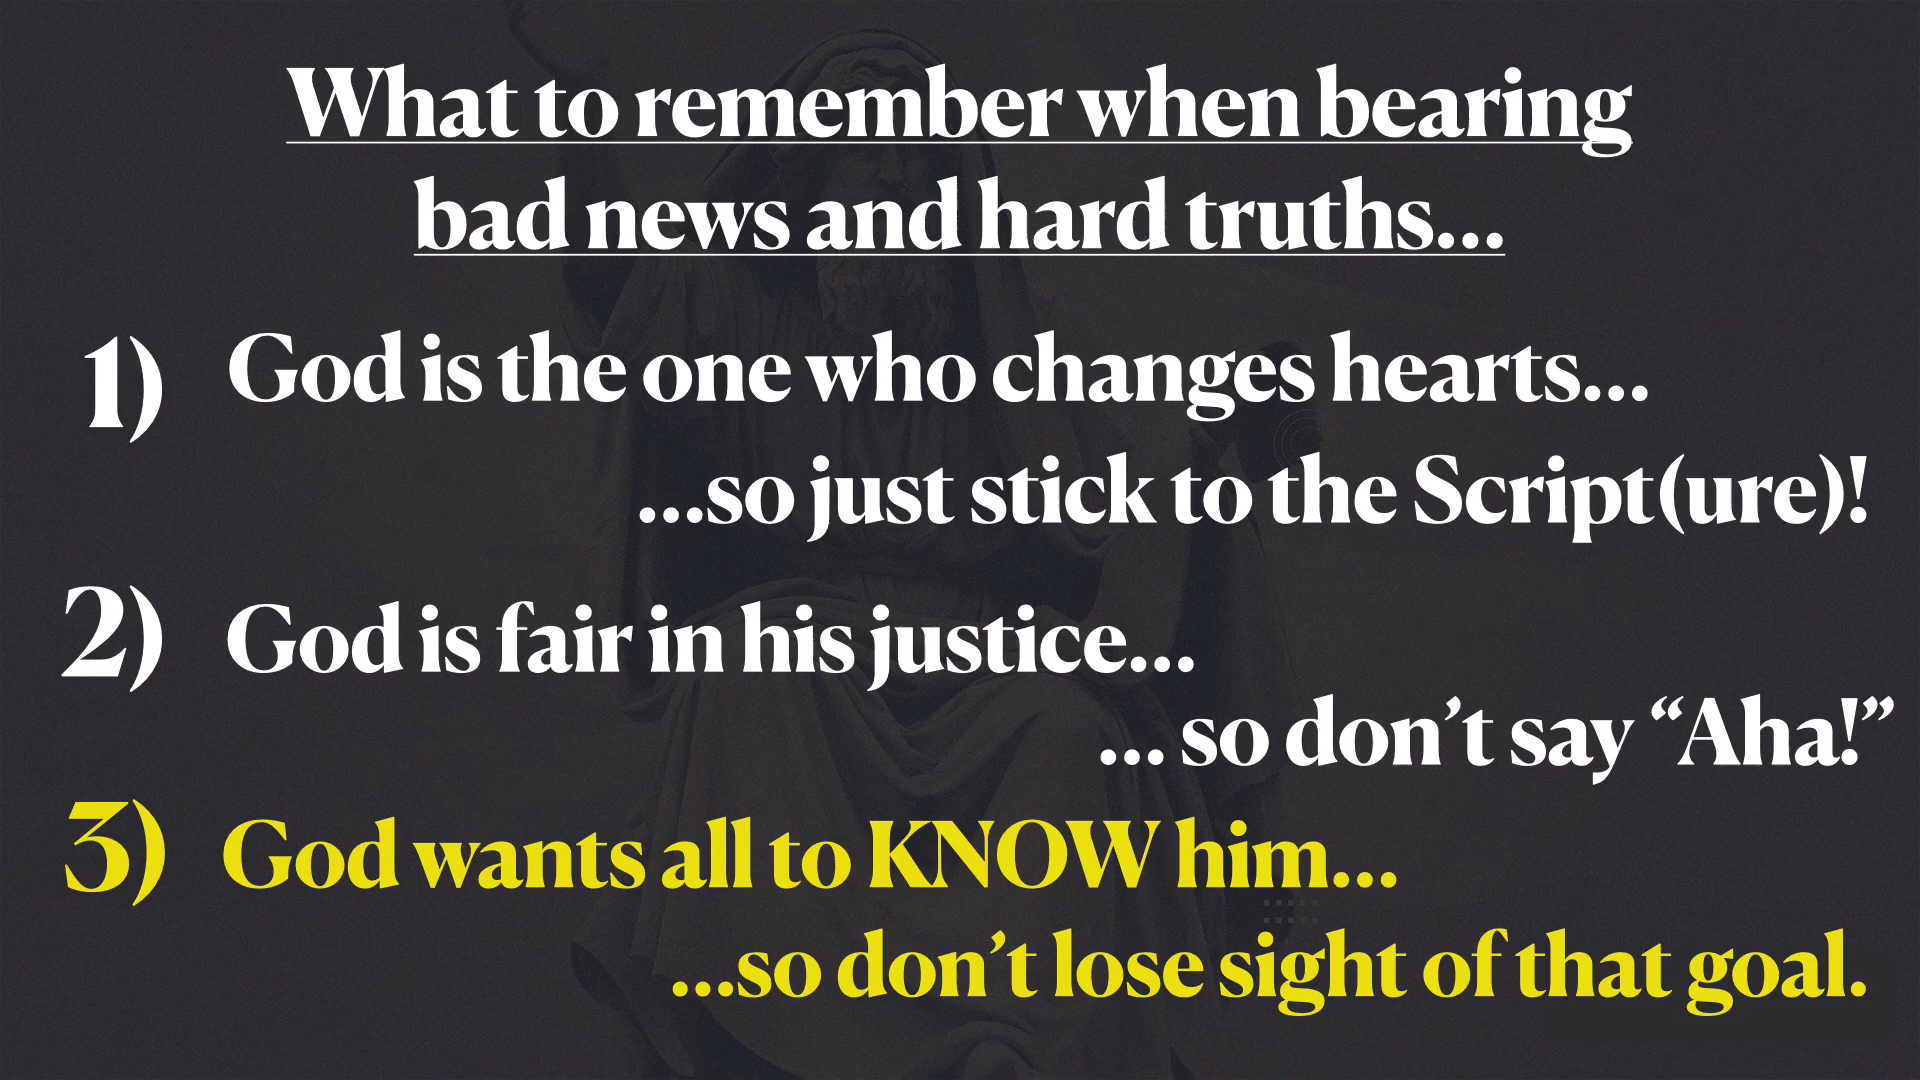 What to remember when bearing
bad news and hard truths...
1) God is the one who changes hearts...
...so just stick to the Script(ure)!
2) God is fair in his justice...
... so don’t say “Aha!”
3) God wants all to KNOW him...
...so don’t lose sight of that goal.